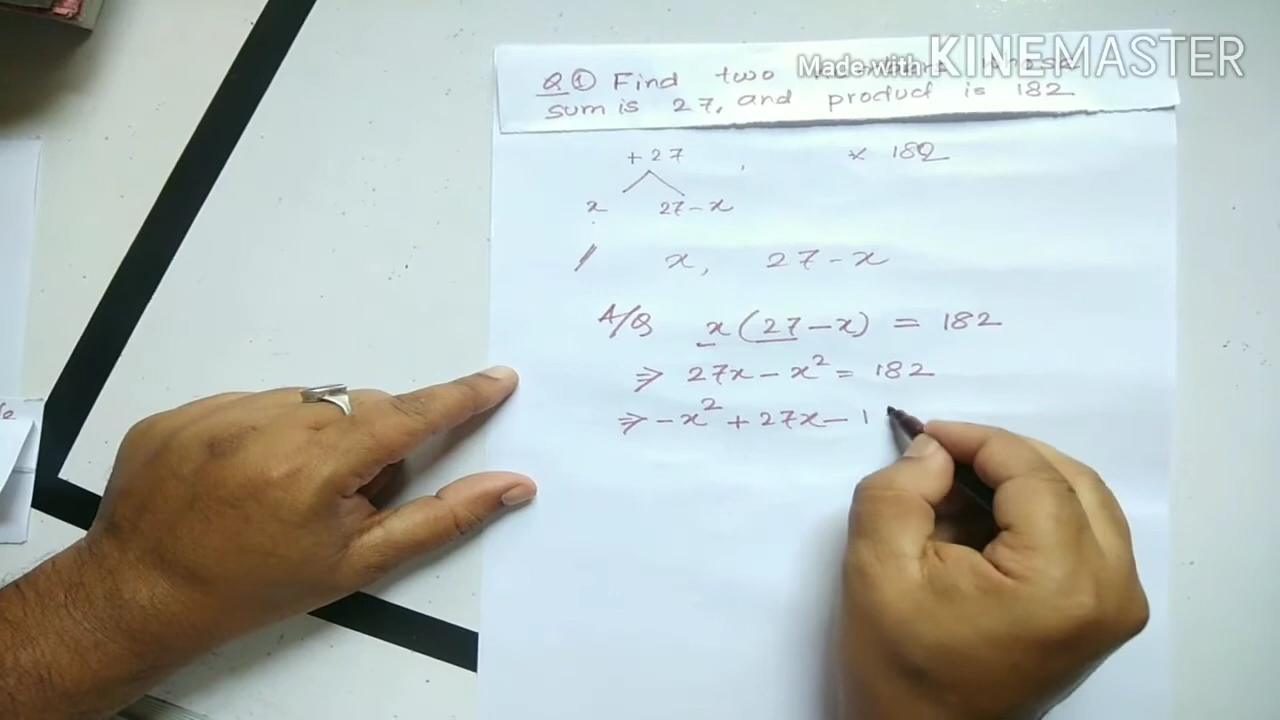 Made with KINEMASTER
Q① Find two
sum is 27, and product is 182
+27 , × 182
x 27-x
x, 27-x
A/Q x(27-x) = 182
⇒ 27x - x² = 182
⇒ -x² + 27x - 1